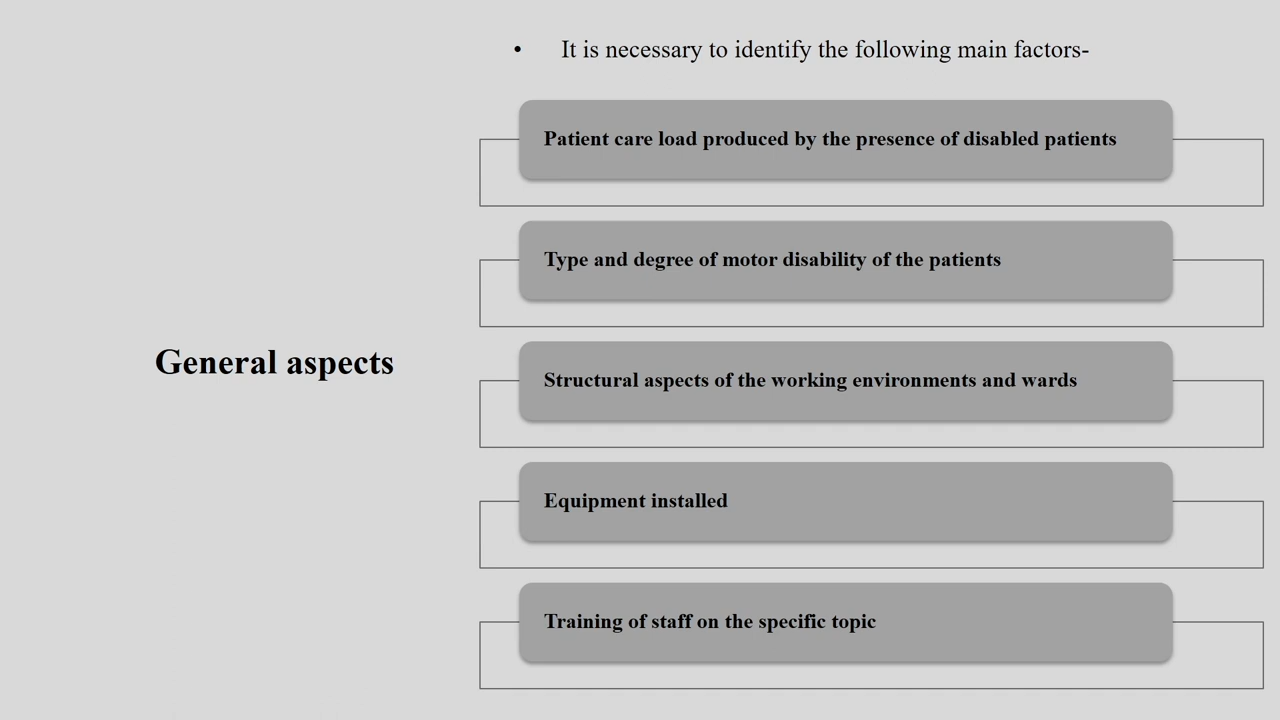 General aspects
• It is necessary to identify the following main factors-
Patient care load produced by the presence of disabled patients
Type and degree of motor disability of the patients
Structural aspects of the working environments and wards
Equipment installed
Training of staff on the specific topic